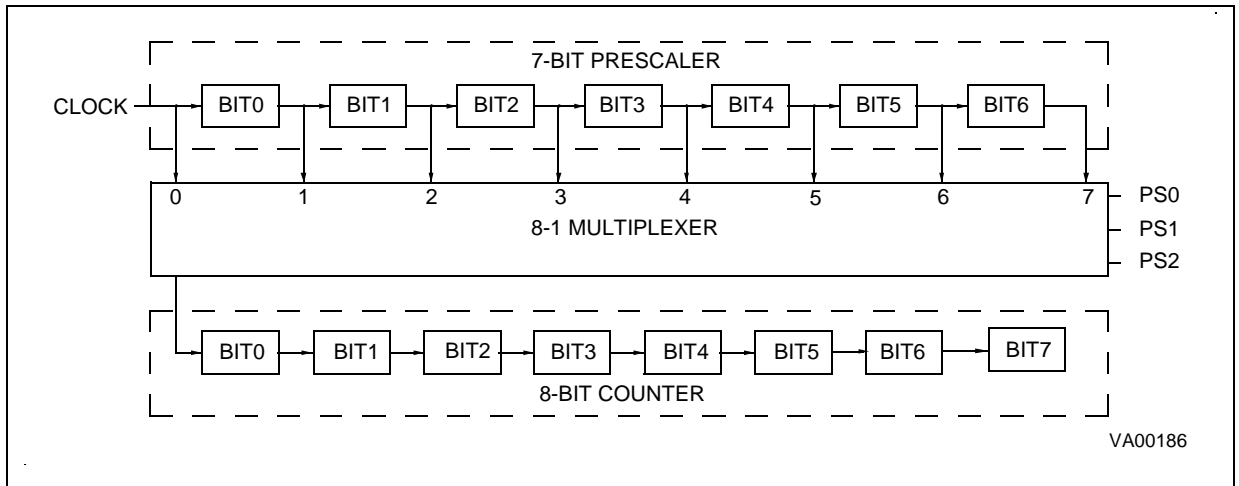 7-BIT PRESCALER
CLOCK BIT0 BIT1 BIT2 BIT3 BIT4 BIT5 BIT6
0 1 2 3 4 5 6 7 PS0
8-1 MULTIPLEXER PS1
PS2
BIT0 BIT1 BIT2 BIT3 BIT4 BIT5 BIT6 BIT7
8-BIT COUNTER
VA00186